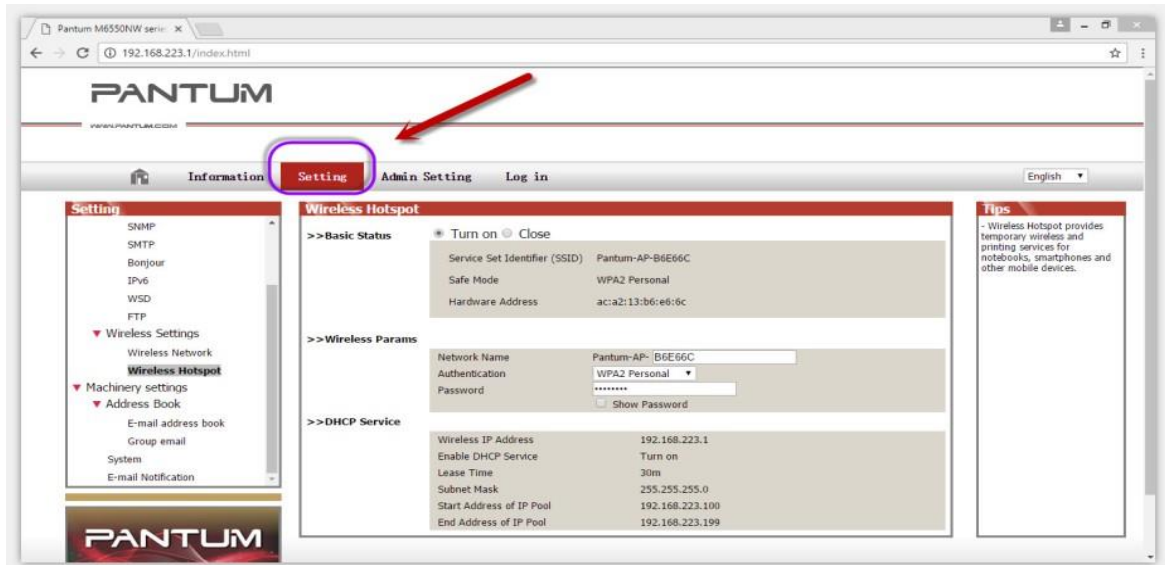 Pantum M6550NW serie
192.168.223.1/index.html
PANTUM
WWW.PANTUM.COM
Information Setting Admin Setting Log in English
Setting
SNMP
SMTP
Bonjour
IPv6
WSD
FTP
Wireless Settings
Wireless Network
Wireless Hotspot
Machinery settings
Address Book
E-mail address book
Group email
System
E-mail Notification
PANTUM
Wireless Hotspot
>>Basic Status Turn on Close
Service Set Identifier (SSID) Pantum-AP-B6E66C
Safe Mode WPA2 Personal
Hardware Address ac:a2:13:b6:e6:6c
>>Wireless Params
Network Name Pantum-AP- B6E66C
Authentication WPA2 Personal
Password ••••••••
Show Password
>>DHCP Service
Wireless IP Address 192.168.223.1
Enable DHCP Service Turn on
Lease Time 30m
Subnet Mask 255.255.255.0
Start Address of IP Pool 192.168.223.100
End Address of IP Pool 192.168.223.199
Tips
- Wireless Hotspot provides
temporary wireless and
printing services for
notebooks, smartphones and
other mobile devices.